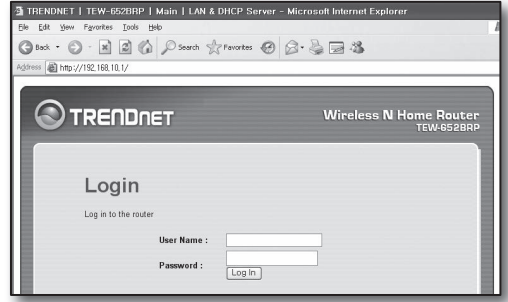 TRENDNET | TEW-652BRP | Main | LAN & DHCP Server - Microsoft Internet Explorer
File Edit View Favorites Tools Help
Back Search Favorites
Address http://192.168.10.1/
TRENDNET
Wireless N Home Router
TEW-652BRP
Login
Log in to the router
User Name :
Password :
Log In